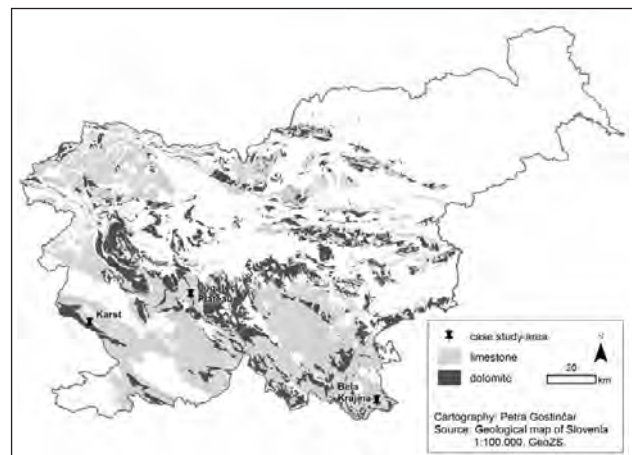 Karst
Plateau
Bela
Krajina
case study-area
limestone
dolomite
20
km
Cartography: Petra Gostinčar
Source: Geological map of Slovenia
1:100.000, GeoZS.